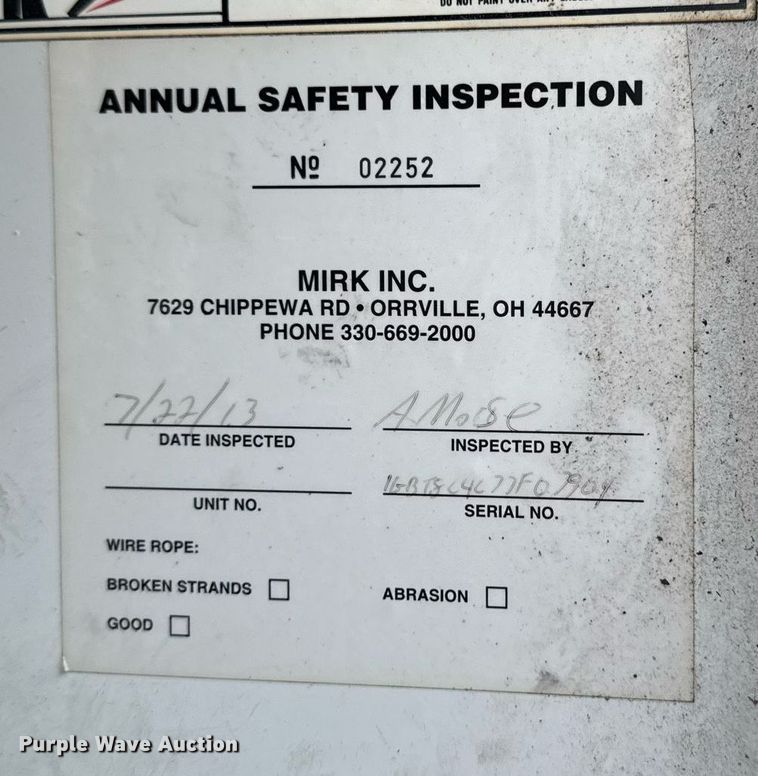 DO NOT PAINT OVER ANY
ANNUAL SAFETY INSPECTION
Nº 02252
MIRK INC.
7629 CHIPPEWA RD • ORRVILLE, OH 44667
PHONE 330-669-2000
7/22/13 A. Morse
DATE INSPECTED INSPECTED BY
UNIT NO. SERIAL NO.
WIRE ROPE:
BROKEN STRANDS ☐ ABRASION ☐
GOOD ☐
Purple Wave Auction